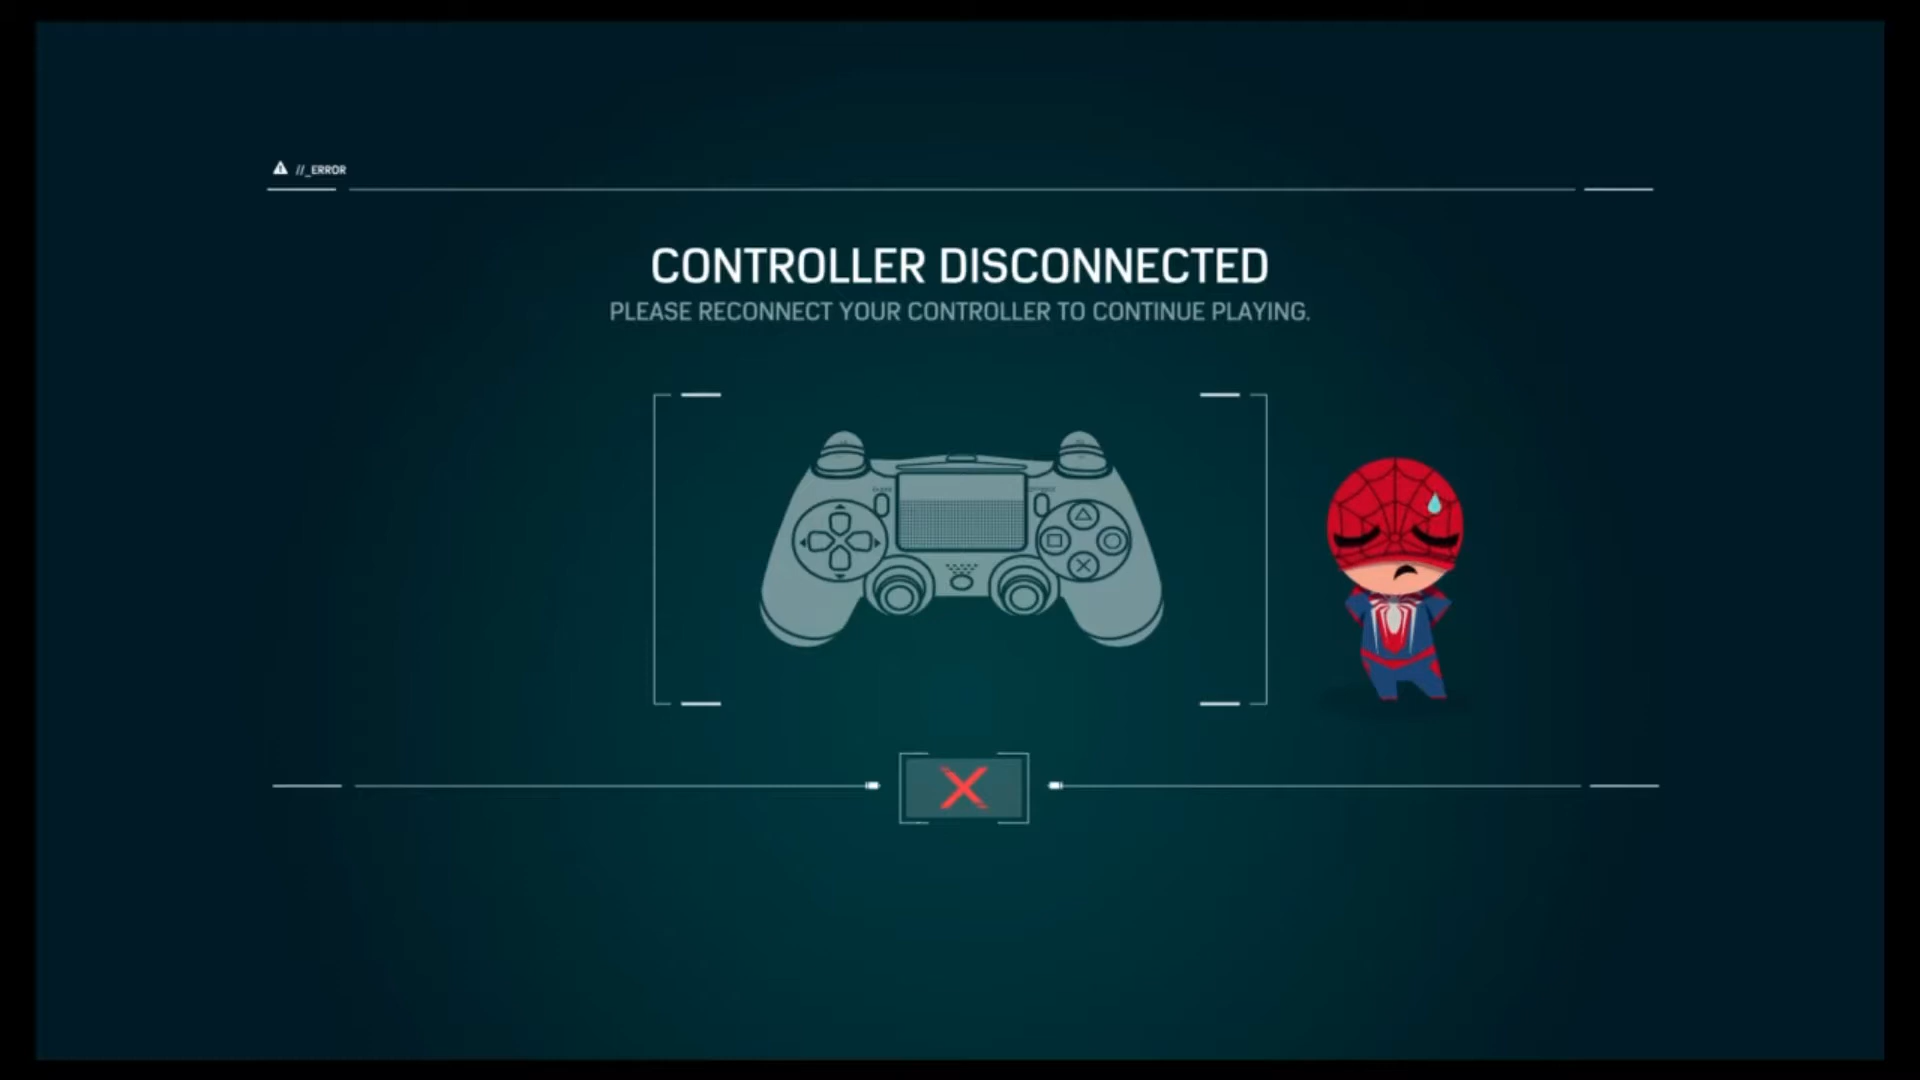 //_ERROR
CONTROLLER DISCONNECTED
PLEASE RECONNECT YOUR CONTROLLER TO CONTINUE PLAYING.